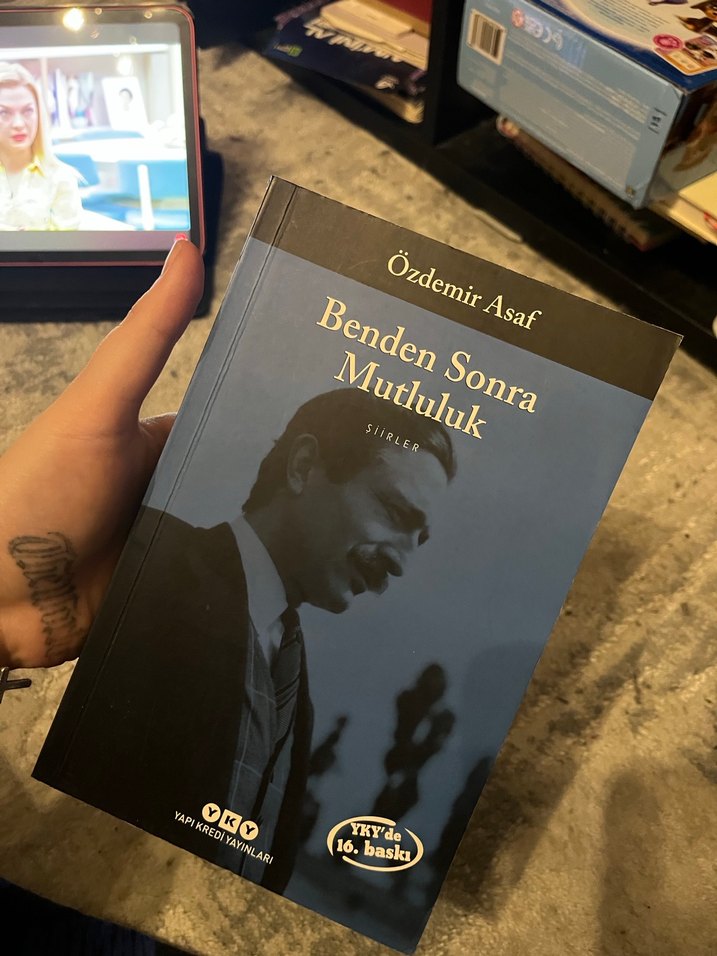 Özdemir Asaf
Benden Sonra
Mutluluk
ŞİİRLER
YKY
YAPI KREDİ YAYINLARI
YKY'de
16. baskı